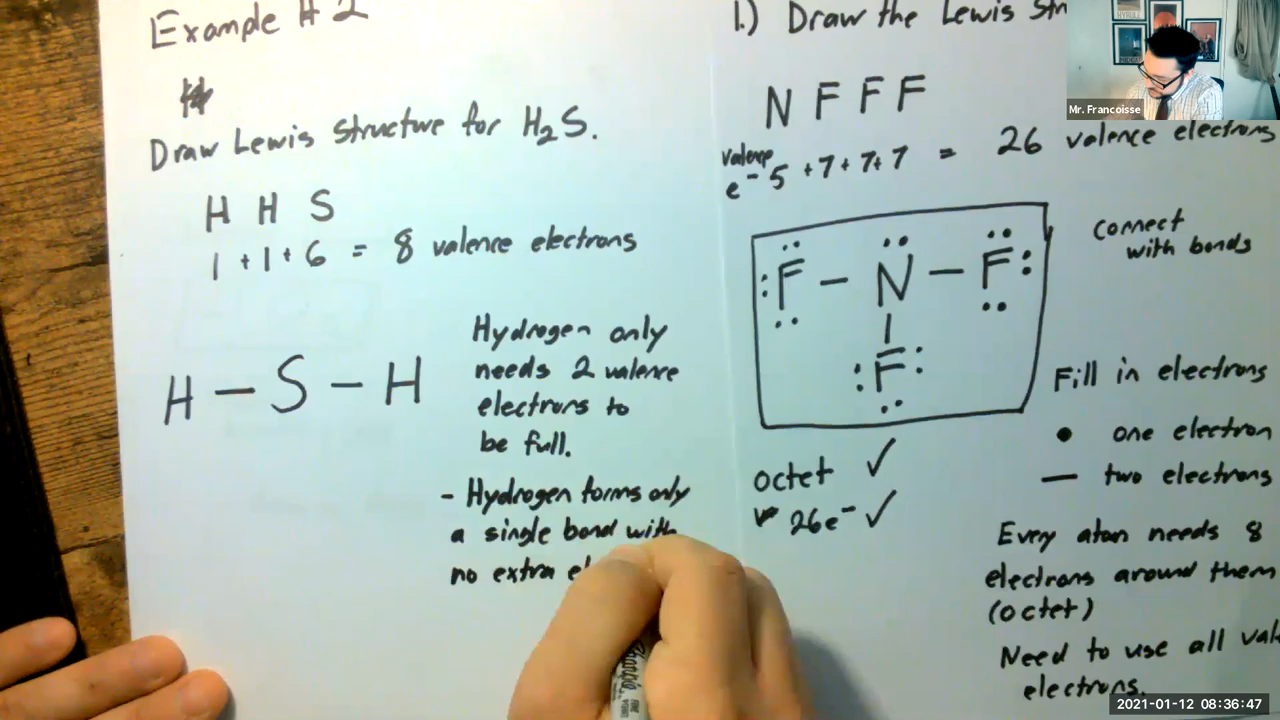 Example # 2
Draw Lewis Structure for H₂S.
H H S
1 + 1 + 6 = 8 valence electrons
H – S – H
Hydrogen only
needs 2 valence
electrons to
be full.
- Hydrogen forms only
a single bond with
no extra el
1.) Draw the Lewis Str
N F F F
valence
e⁻ 5 + 7 + 7 + 7 = 26 valence electrons
F – N – F
|
F
connect
with bonds
Fill in electrons
• one electron
— two electrons
octet ✓
26e⁻ ✓
Every atom needs 8
electrons around them
(octet)
Need to use all val
electrons.
Mr. Francoisse
Sharpie
2021-01-12 08:36:47